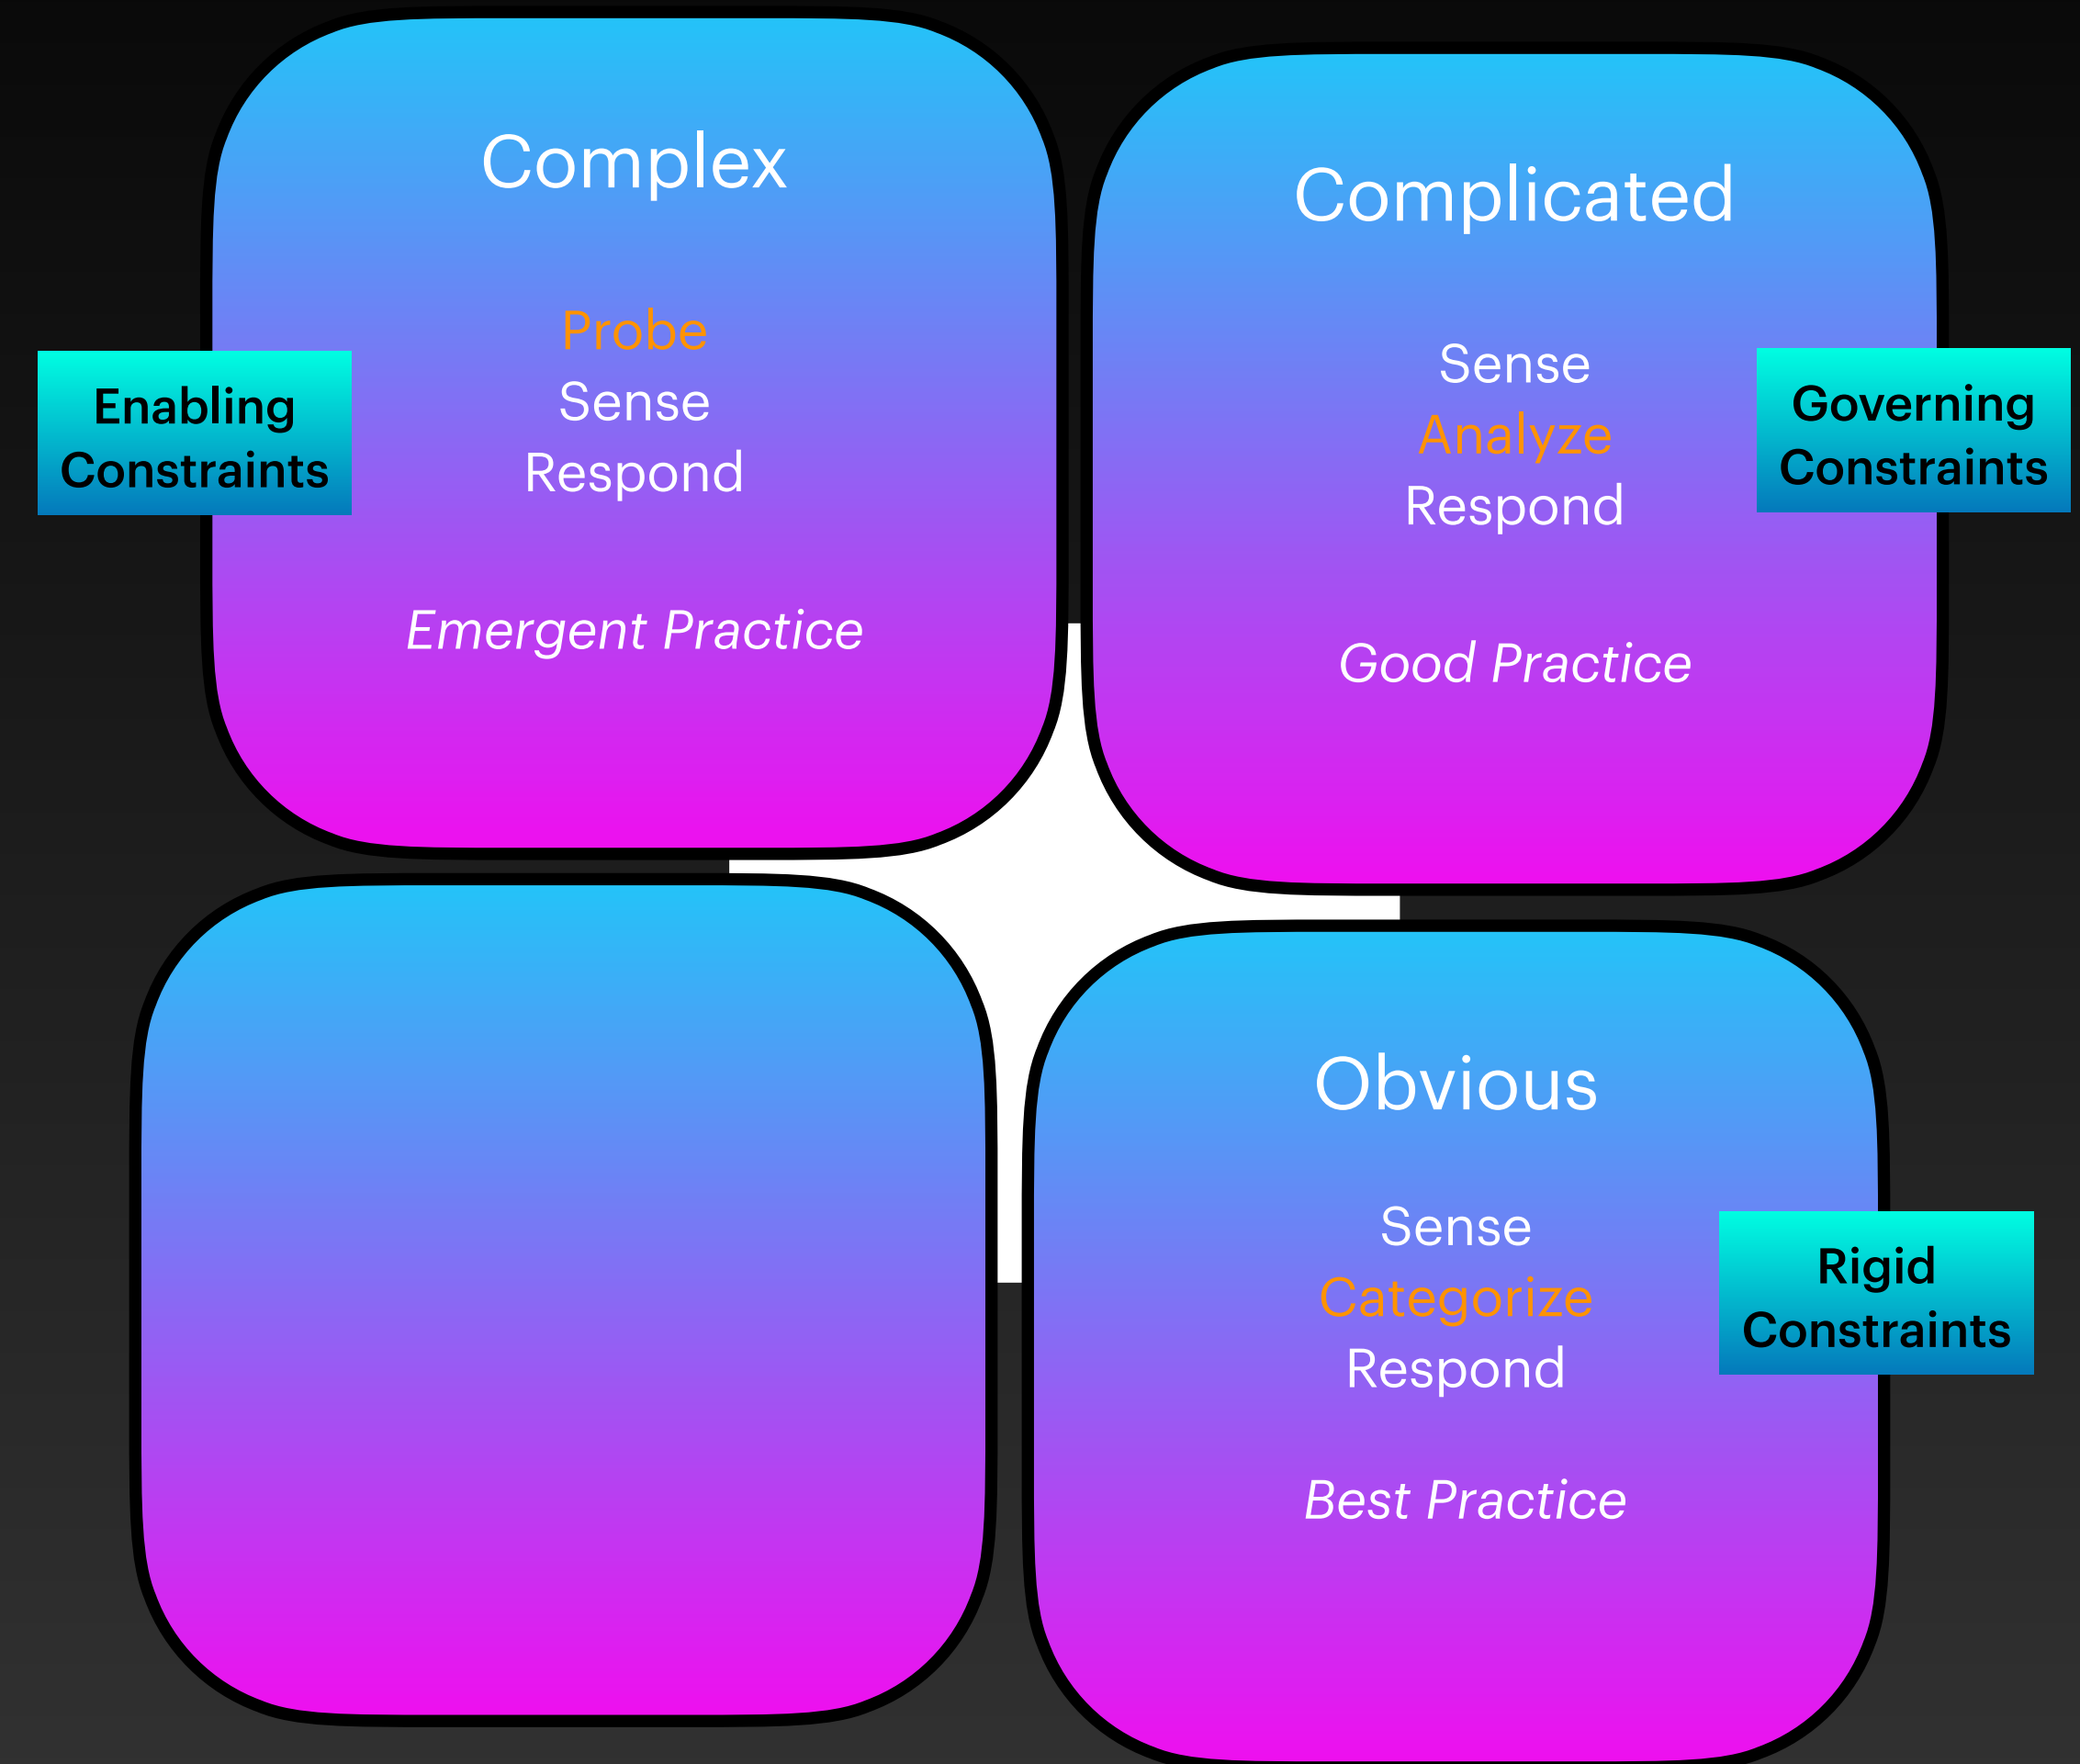 Complex
Probe
Sense
Respond
Emergent Practice
Enabling
Constraints
Complicated
Sense
Analyze
Respond
Good Practice
Governing
Constraints
Obvious
Sense
Categorize
Respond
Best Practice
Rigid
Constraints